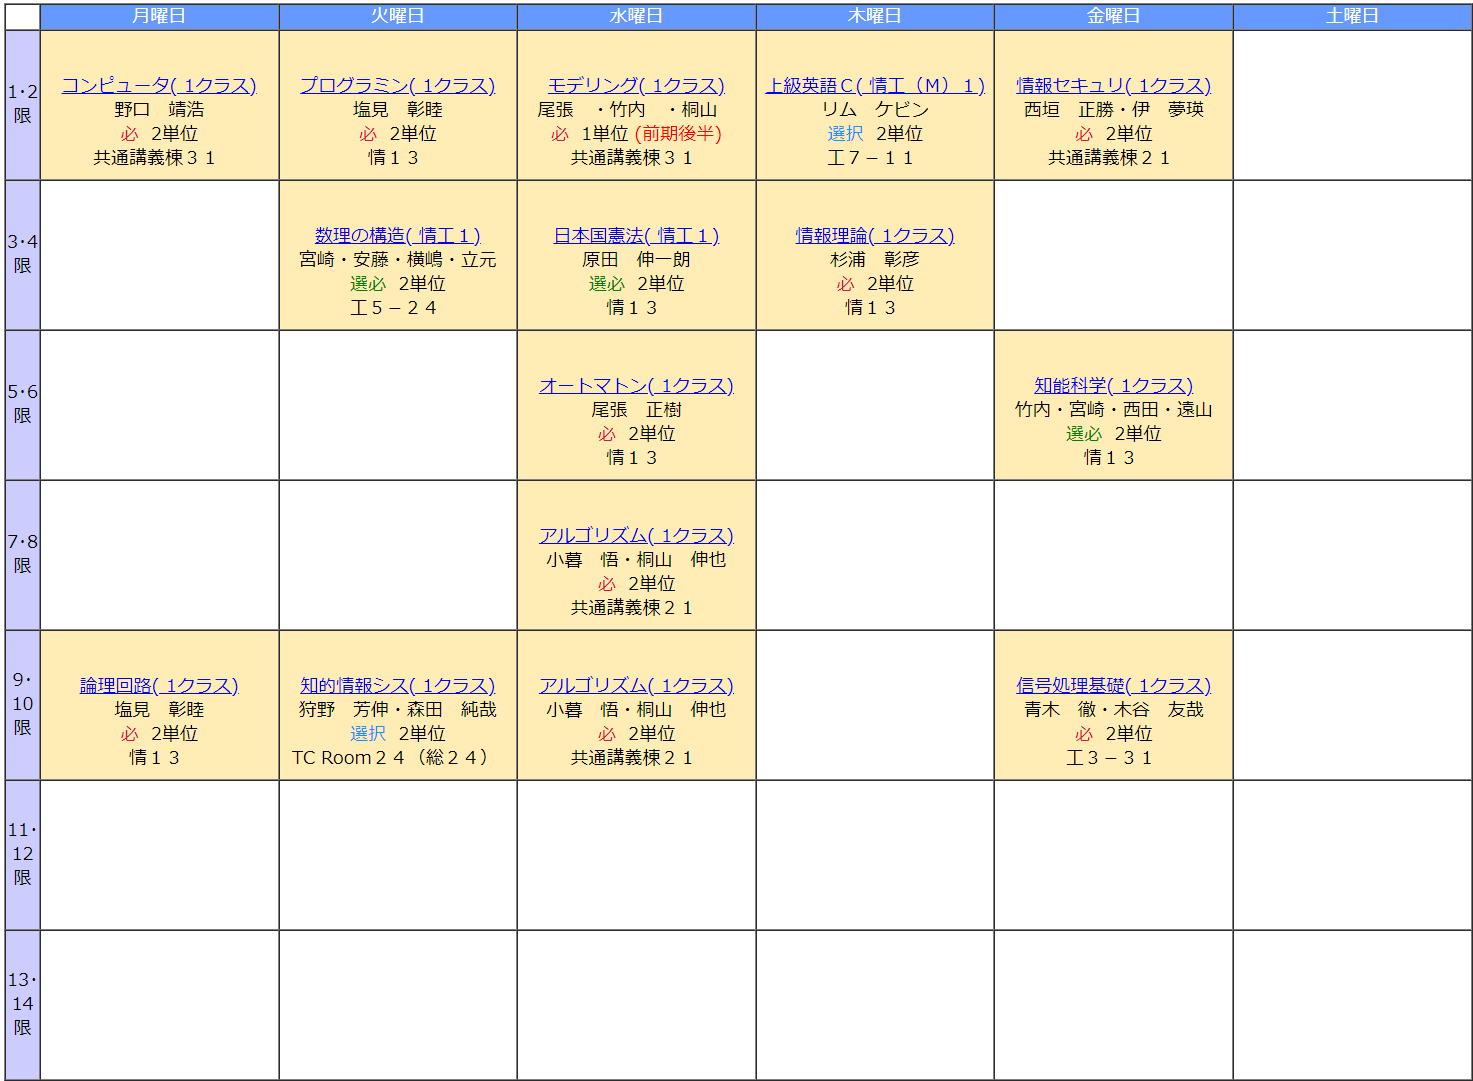 月曜日 火曜日 水曜日 木曜日 金曜日 土曜日
1・2
限
コンピュータ( 1クラス)
野口　靖浩
必 2単位
共通講義棟３１
プログラミン( 1クラス)
塩見　彰睦
必 2単位
情１３
モデリング( 1クラス)
尾張　・竹内　・桐山
必 1単位 (前期後半)
共通講義棟３１
上級英語Ｃ( 情工（Ｍ）１)
リム　ケビン
選択 2単位
工７－１１
情報セキュリ( 1クラス)
西垣　正勝・伊　夢瑛
必 2単位
共通講義棟２１
3・4
限
数理の構造( 情工１)
宮崎・安藤・横嶋・立元
選必 2単位
工５－２４
日本国憲法( 情工１)
原田　伸一朗
選必 2単位
情１３
情報理論( 1クラス)
杉浦　彰彦
必 2単位
情１３
5・6
限
オートマトン( 1クラス)
尾張　正樹
必 2単位
情１３
知能科学( 1クラス)
竹内・宮崎・西田・遠山
選必 2単位
情１３
7・8
限
アルゴリズム( 1クラス)
小暮　悟・桐山　伸也
必 2単位
共通講義棟２１
9・
10
限
論理回路( 1クラス)
塩見　彰睦
必 2単位
情１３
知的情報シス( 1クラス)
狩野　芳伸・森田　純哉
選択 2単位
TC Room２４（総２４）
アルゴリズム( 1クラス)
小暮　悟・桐山　伸也
必 2単位
共通講義棟２１
信号処理基礎( 1クラス)
青木　徹・木谷　友哉
必 2単位
工３－３１
11・
12
限
13・
14
限